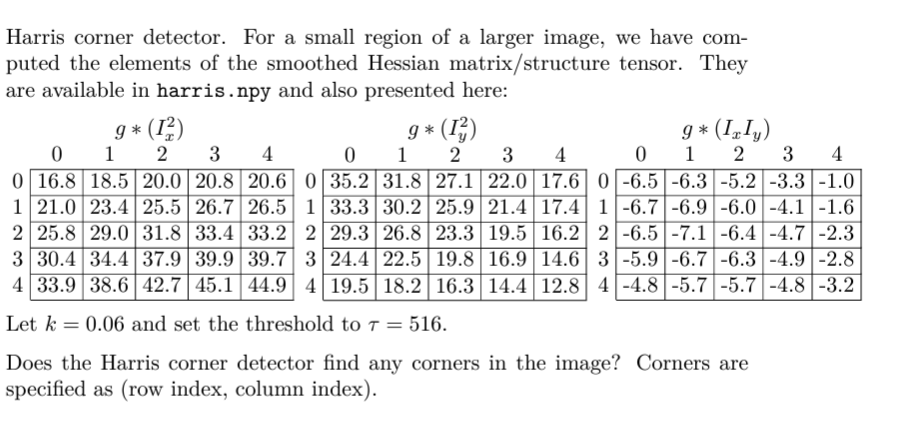 Harris corner detector. For a small region of a larger image, we have com-
puted the elements of the smoothed Hessian matrix/structure tensor. They
are available in harris.npy and also presented here:
g ∗ (I_x^2) g ∗ (I_y^2) g ∗ (I_xI_y)
0 1 2 3 4 0 1 2 3 4 0 1 2 3 4
0 16.8 18.5 20.0 20.8 20.6 0 35.2 31.8 27.1 22.0 17.6 0 -6.5 -6.3 -5.2 -3.3 -1.0
1 21.0 23.4 25.5 26.7 26.5 1 33.3 30.2 25.9 21.4 17.4 1 -6.7 -6.9 -6.0 -4.1 -1.6
2 25.8 29.0 31.8 33.4 33.2 2 29.3 26.8 23.3 19.5 16.2 2 -6.5 -7.1 -6.4 -4.7 -2.3
3 30.4 34.4 37.9 39.9 39.7 3 24.4 22.5 19.8 16.9 14.6 3 -5.9 -6.7 -6.3 -4.9 -2.8
4 33.9 38.6 42.7 45.1 44.9 4 19.5 18.2 16.3 14.4 12.8 4 -4.8 -5.7 -5.7 -4.8 -3.2
Let k = 0.06 and set the threshold to τ = 516.
Does the Harris corner detector find any corners in the image? Corners are
specified as (row index, column index).